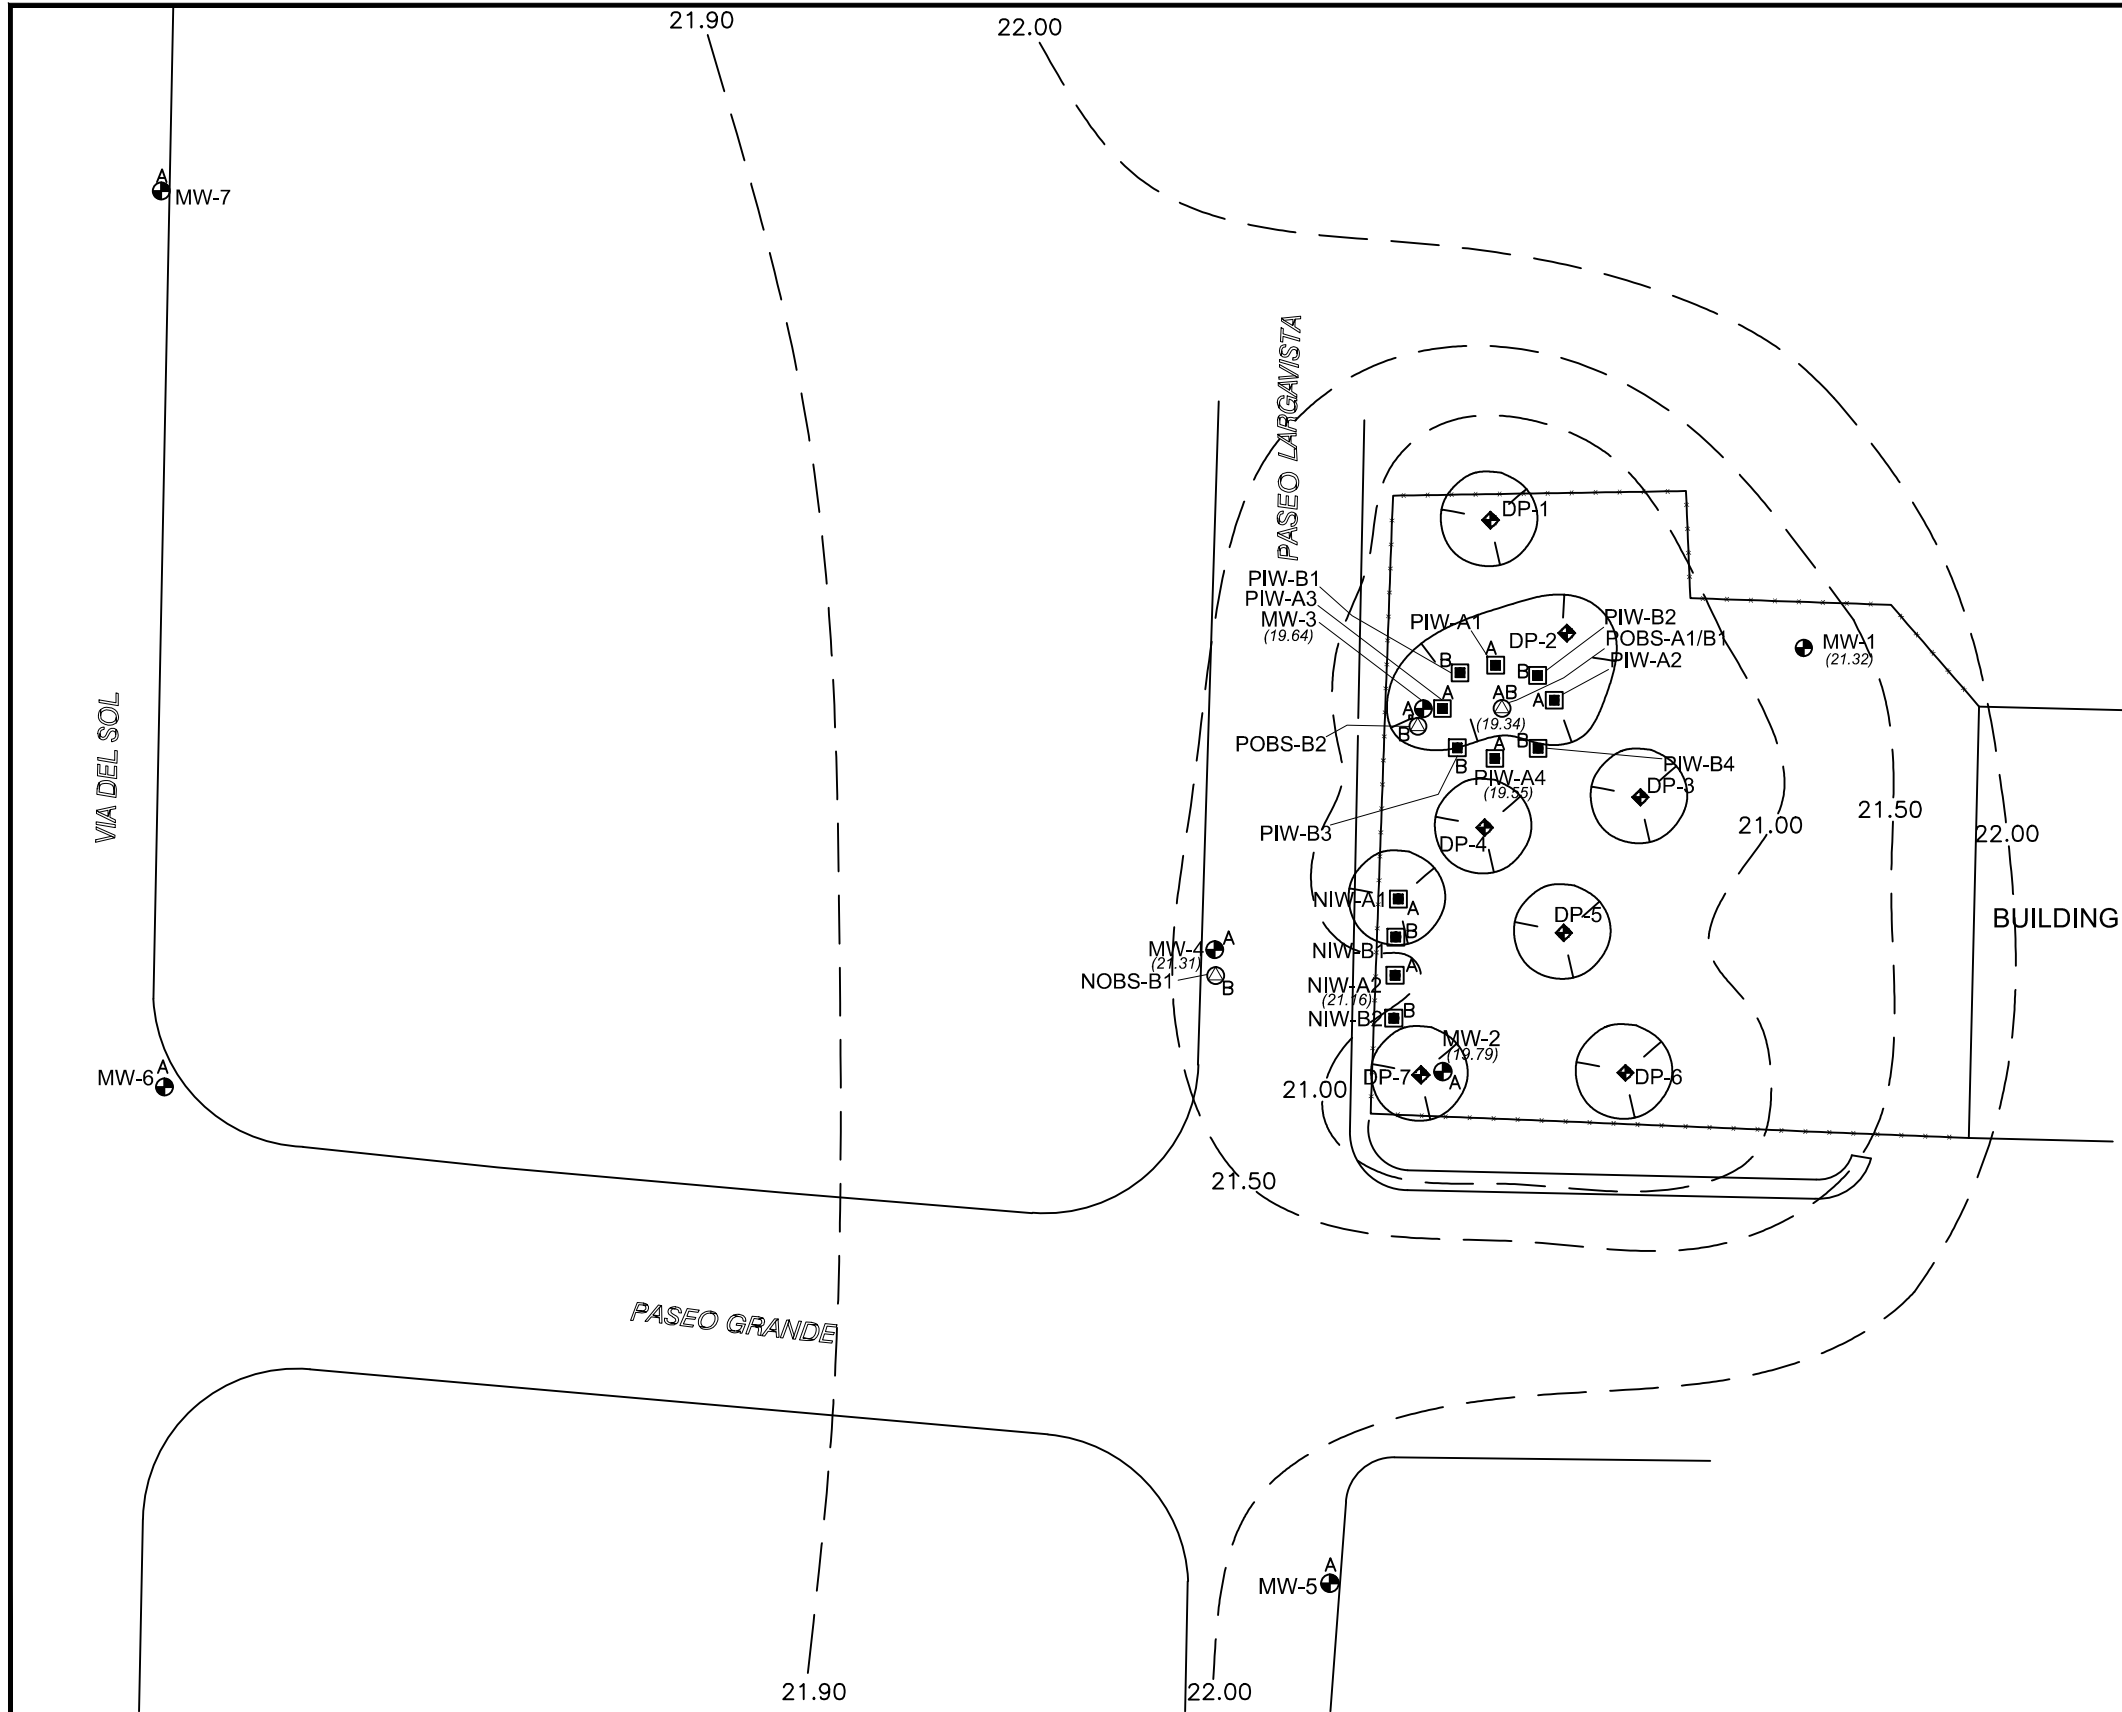 21.90
22.00
A
MW-7
PASEO LARGAVISTA
DP-1
PIW-B1
PIW-A3
MW-3
(19.64)
PIW-A1
DP-2
PIW-B2
POBS-A1/B1
PIW-A2
MW-1
(21.32)
A
B
B
A
AB
A
A
(19.34)
B
POBS-B2
A
B
B
PIW-B4
PIW-A4
(19.55)
DP-3
VIA DEL SOL
PIW-B3
DP-4
21.00
21.50
22.00
NIW-A1
A
DP-5
BUILDING
MW-4
(21.31)
A
B
NIW-B1
NOBS-B1
B
A
NIW-A2
(21.16)
B
NIW-B2
MW-2
(19.79)
A
MW-6
A
DP-7
DP-6
21.00
21.50
PASEO GRANDE
A
MW-5
21.90
22.00